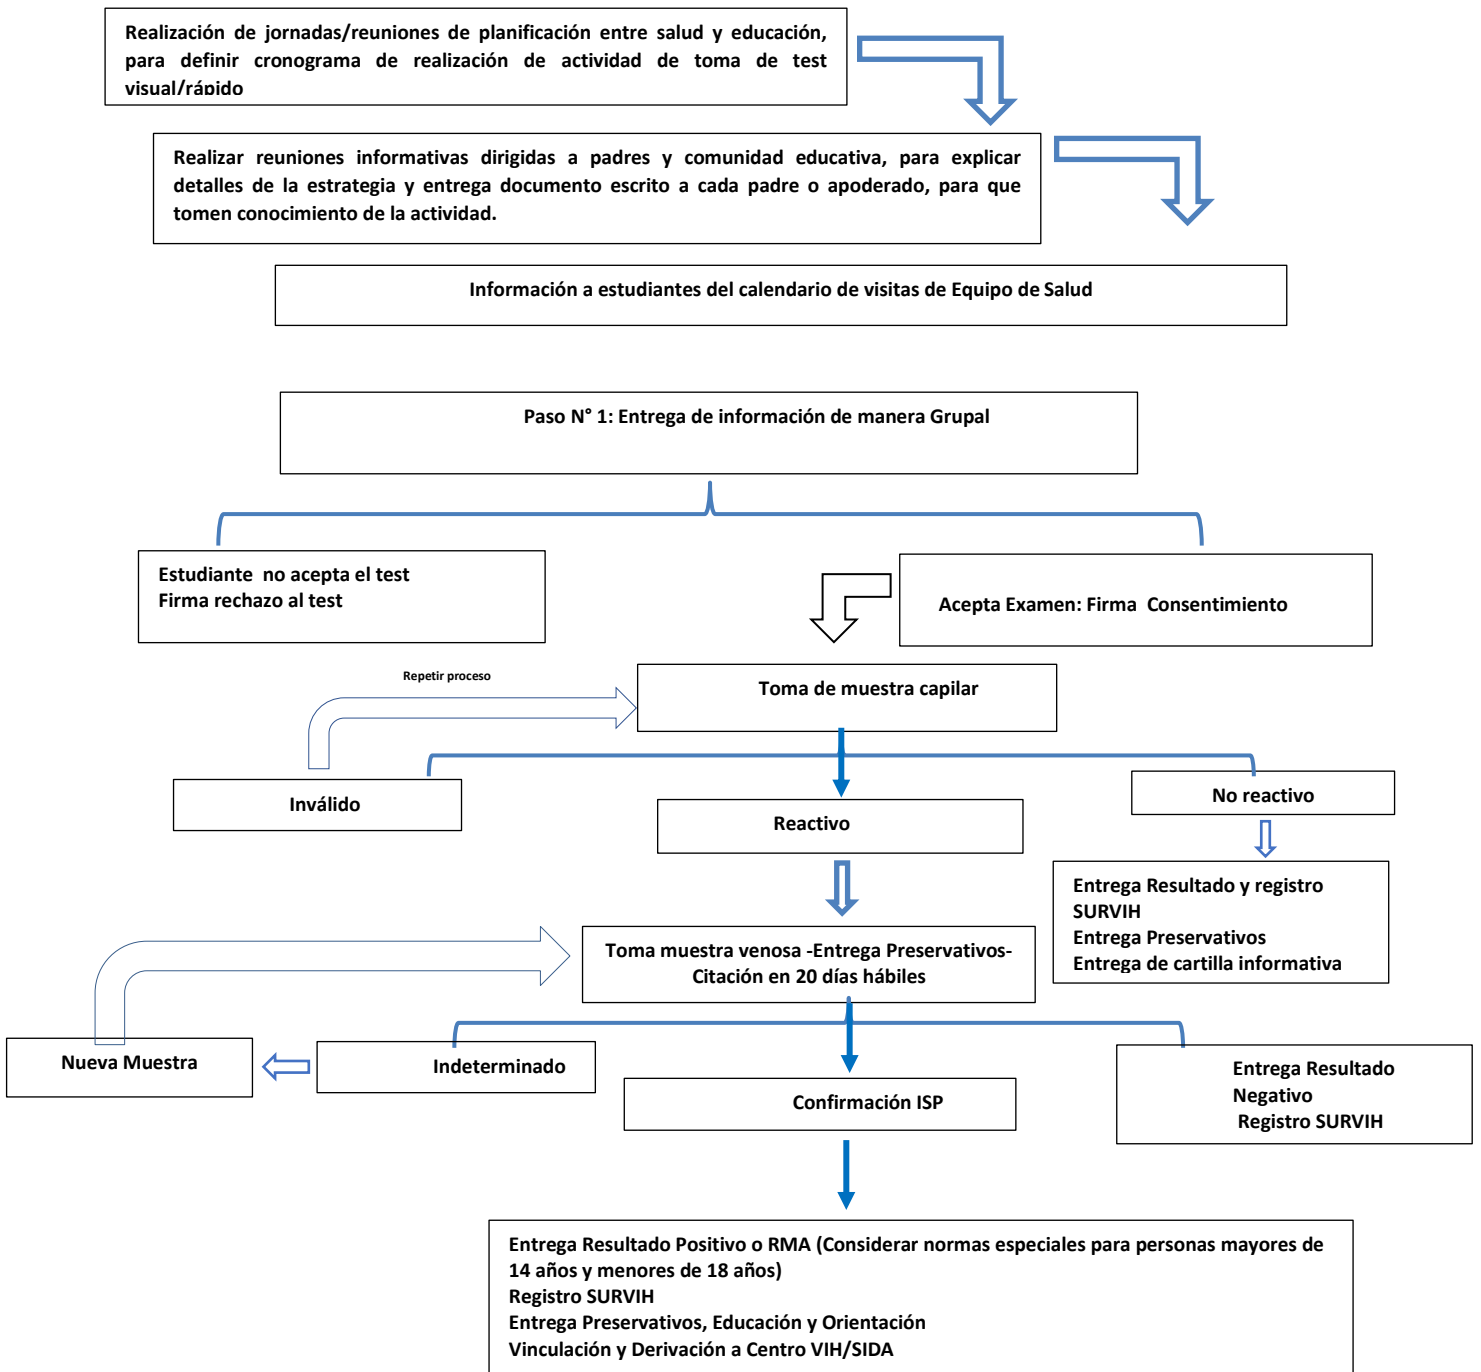 Realización de jornadas/reuniones de planificación entre salud y educación,
para definir cronograma de realización de actividad de toma de test
visual/rápido
Realizar reuniones informativas dirigidas a padres y comunidad educativa, para explicar
detalles de la estrategia y entrega documento escrito a cada padre o apoderado, para que
tomen conocimiento de la actividad.
Información a estudiantes del calendario de visitas de Equipo de Salud
Paso N° 1: Entrega de información de manera Grupal
Estudiante no acepta el test
Firma rechazo al test
Acepta Examen: Firma Consentimiento
Repetir proceso
Toma de muestra capilar
Inválido
Reactivo
No reactivo
Entrega Resultado y registro
SURVIH
Entrega Preservativos
Entrega de cartilla informativa
Toma muestra venosa -Entrega Preservativos-
Citación en 20 días hábiles
Nueva Muestra
Indeterminado
Confirmación ISP
Entrega Resultado
Negativo
Registro SURVIH
Entrega Resultado Positivo o RMA (Considerar normas especiales para personas mayores de
14 años y menores de 18 años)
Registro SURVIH
Entrega Preservativos, Educación y Orientación
Vinculación y Derivación a Centro VIH/SIDA